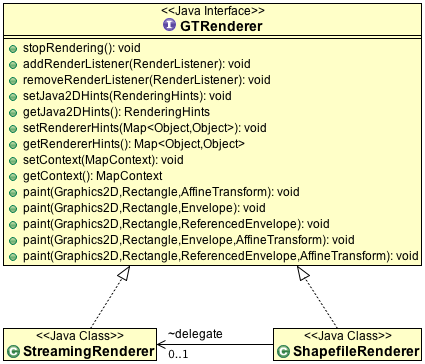 <<Java Interface>>
I GTRenderer
stopRendering(): void
addRenderListener(RenderListener): void
removeRenderListener(RenderListener): void
setJava2DHints(RenderingHints): void
getJava2DHints(): RenderingHints
setRendererHints(Map<Object,Object>): void
getRendererHints(): Map<Object,Object>
setContext(MapContext): void
getContext(): MapContext
paint(Graphics2D,Rectangle,AffineTransform): void
paint(Graphics2D,Rectangle,Envelope): void
paint(Graphics2D,Rectangle,ReferencedEnvelope): void
paint(Graphics2D,Rectangle,Envelope,AffineTransform): void
paint(Graphics2D,Rectangle,ReferencedEnvelope,AffineTransform): void
<<Java Class>>
C StreamingRenderer
~delegate
0..1
<<Java Class>>
C ShapefileRenderer